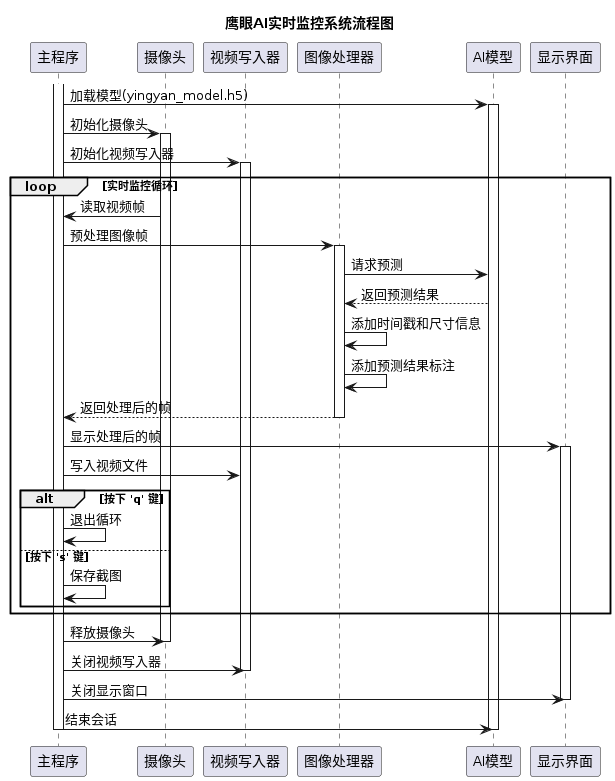 鹰眼AI实时监控系统流程图
主程序 摄像头 视频写入器 图像处理器 AI模型 显示界面
加载模型(yingyan_model.h5)
初始化摄像头
初始化视频写入器
loop [实时监控循环]
读取视频帧
预处理图像帧
请求预测
返回预测结果
添加时间戳和尺寸信息
添加预测结果标注
返回处理后的帧
显示处理后的帧
写入视频文件
alt [按下 'q' 键]
退出循环
[按下 's' 键]
保存截图
释放摄像头
关闭视频写入器
关闭显示窗口
结束会话
主程序 摄像头 视频写入器 图像处理器 AI模型 显示界面